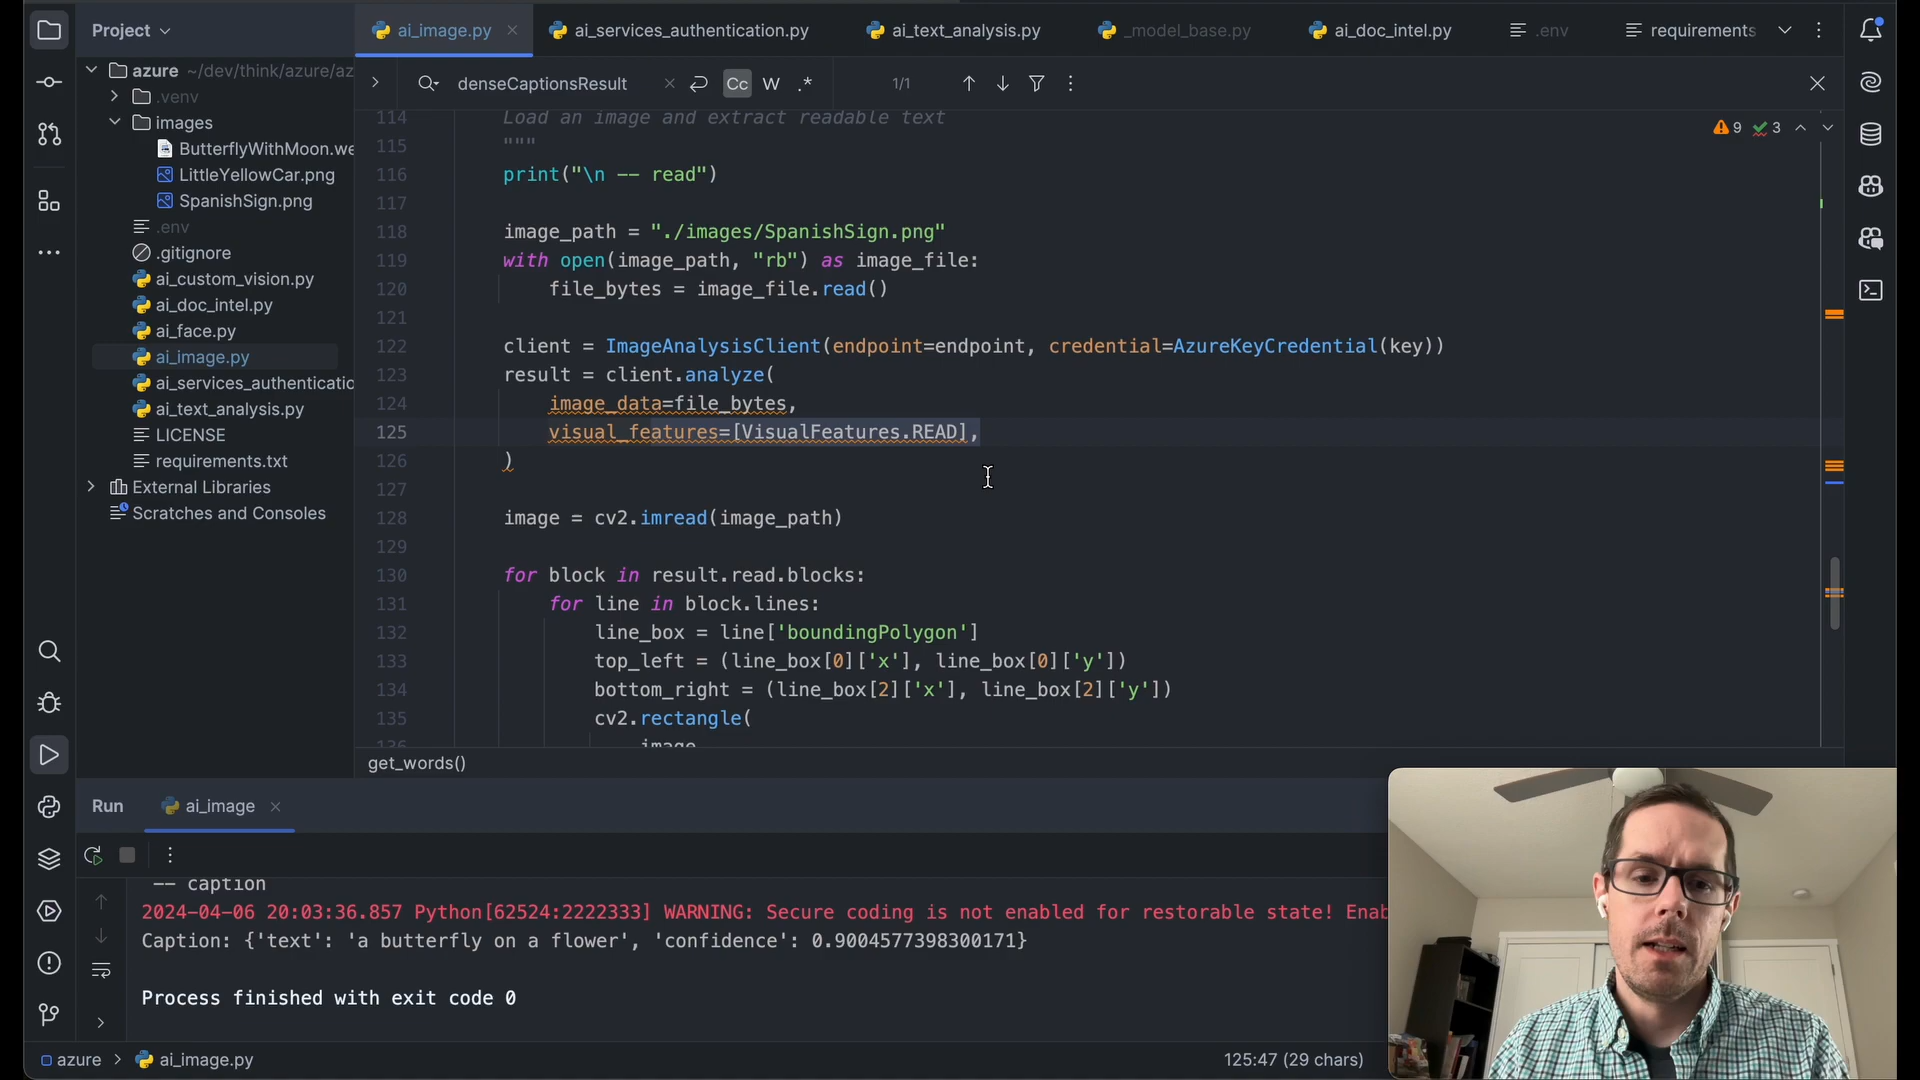 Project
ai_image.py
ai_services_authentication.py
ai_text_analysis.py
_model_base.py
ai_doc_intel.py
.env
requirements
azure ~/dev/think/azure/az
denseCaptionsResult
Cc
W
.*
1/1
.venv
images
ButterflyWithMoon.we
LittleYellowCar.png
SpanishSign.png
.env
.gitignore
ai_custom_vision.py
ai_doc_intel.py
ai_face.py
ai_image.py
ai_services_authenticatio
ai_text_analysis.py
LICENSE
requirements.txt
External Libraries
Scratches and Consoles
9 3
114 Load an image and extract readable text
115 """
116 print("\n -- read")
117
118 image_path = "./images/SpanishSign.png"
119 with open(image_path, "rb") as image_file:
120 file_bytes = image_file.read()
121
122 client = ImageAnalysisClient(endpoint=endpoint, credential=AzureKeyCredential(key))
123 result = client.analyze(
124 image_data=file_bytes,
125 visual_features=[VisualFeatures.READ],
126 )
127
128 image = cv2.imread(image_path)
129
130 for block in result.read.blocks:
131 for line in block.lines:
132 line_box = line['boundingPolygon']
133 top_left = (line_box[0]['x'], line_box[0]['y'])
134 bottom_right = (line_box[2]['x'], line_box[2]['y'])
135 cv2.rectangle(
136 image
get_words()
Run ai_image
-- caption
2024-04-06 20:03:36.857 Python[62524:2222333] WARNING: Secure coding is not enabled for restorable state! Enab
Caption: {'text': 'a butterfly on a flower', 'confidence': 0.9004577398300171}
Process finished with exit code 0
azure > ai_image.py
125:47 (29 chars)